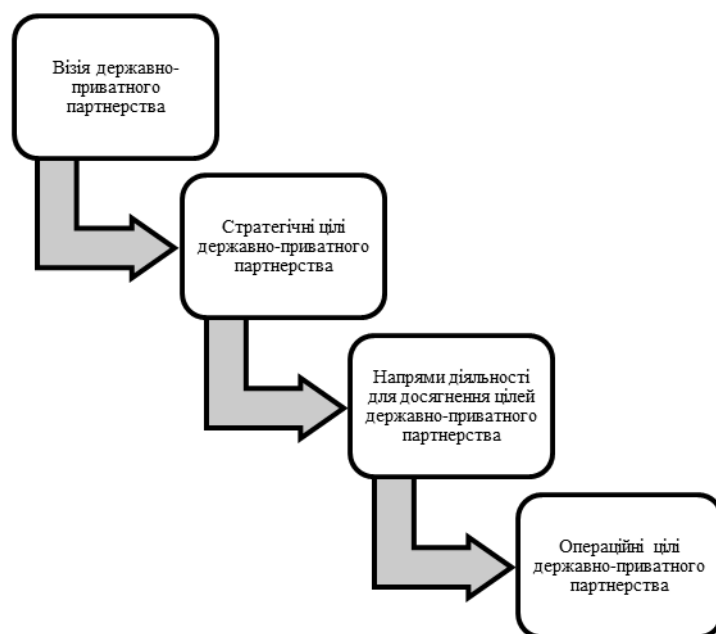 Візія державно-
приватного
партнерства
Стратегічні цілі
державно-приватного
партнерства
Напрями діяльності
для досягнення цілей
державно-приватного
партнерства
Операційні цілі
державно-приватного
партнерства